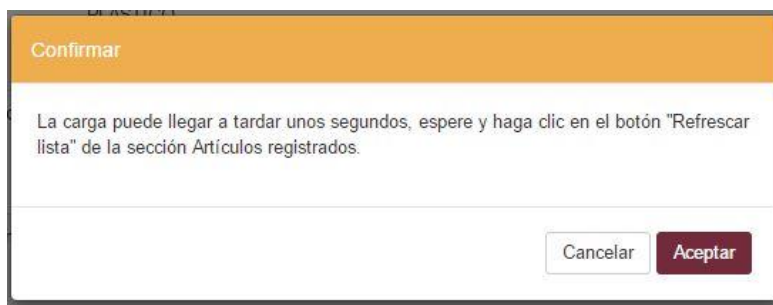 PLASTICO
Confirmar
La carga puede llegar a tardar unos segundos, espere y haga clic en el botón "Refrescar
lista" de la sección Artículos registrados.
Cancelar
Aceptar